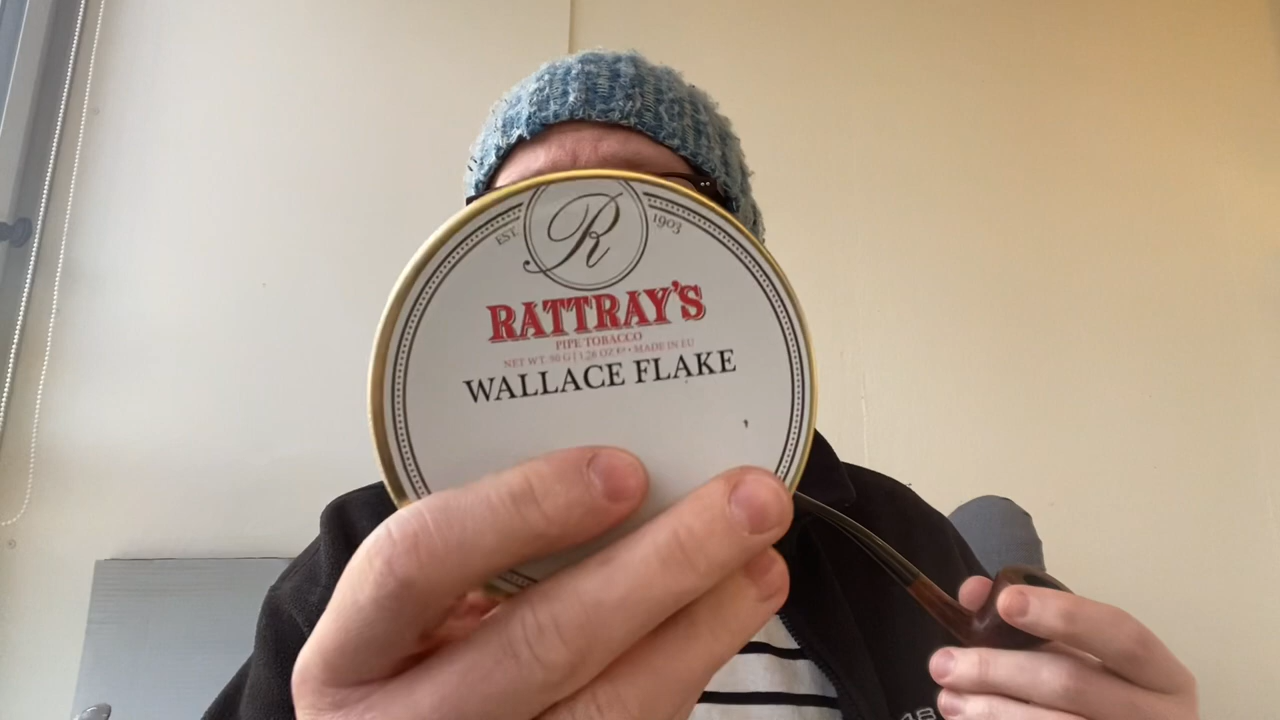 EST. R 1903
RATTRAY'S
PIPE TOBACCO
NET WT. 50 G | 1.76 OZ ℮ • MADE IN EU
WALLACE FLAKE